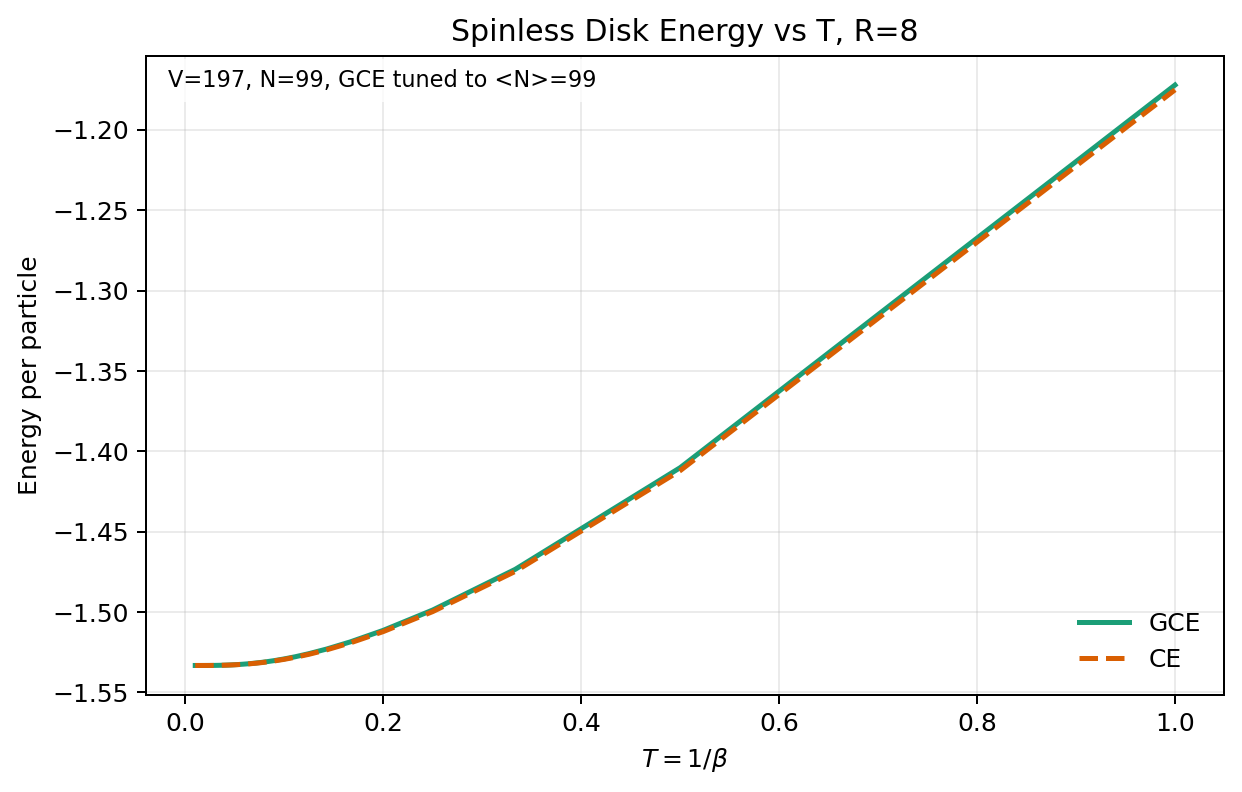 Spinless Disk Energy vs T, R=8
V=197, N=99, GCE tuned to <N>=99
Energy per particle
−1.20
−1.25
−1.30
−1.35
−1.40
−1.45
−1.50
−1.55
GCE
CE
0.0 0.2 0.4 0.6 0.8 1.0
T = 1/β